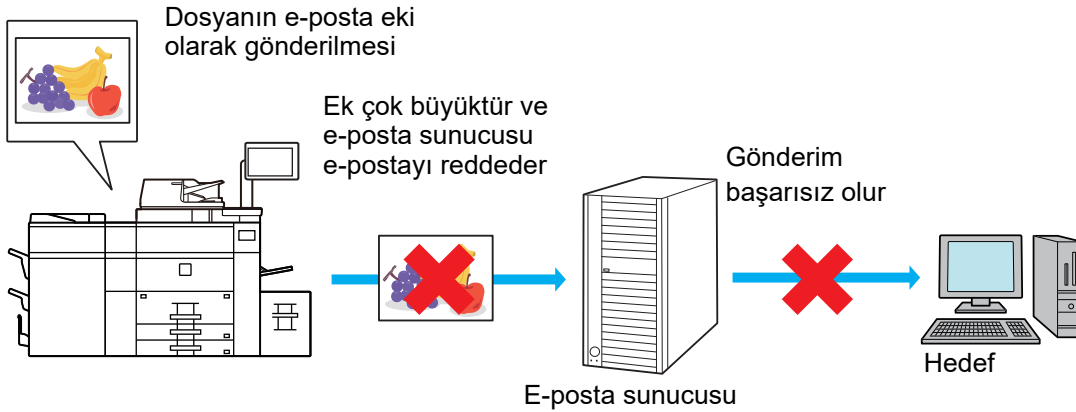 Dosyanın e-posta eki
olarak gönderilmesi
Ek çok büyüktür ve
e-posta sunucusu
e-postayı reddeder
Gönderim
başarısız olur
E-posta sunucusu
Hedef